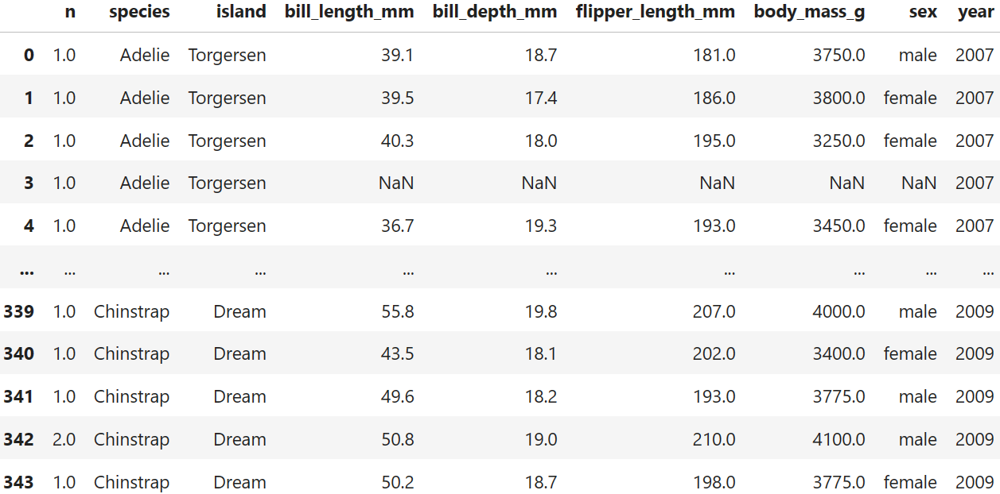 n species island bill_length_mm bill_depth_mm flipper_length_mm body_mass_g sex year
0 1.0 Adelie Torgersen 39.1 18.7 181.0 3750.0 male 2007
1 1.0 Adelie Torgersen 39.5 17.4 186.0 3800.0 female 2007
2 1.0 Adelie Torgersen 40.3 18.0 195.0 3250.0 female 2007
3 1.0 Adelie Torgersen NaN NaN NaN NaN NaN 2007
4 1.0 Adelie Torgersen 36.7 19.3 193.0 3450.0 female 2007
... ... ... ... ... ... ... ... ... ...
339 1.0 Chinstrap Dream 55.8 19.8 207.0 4000.0 male 2009
340 1.0 Chinstrap Dream 43.5 18.1 202.0 3400.0 female 2009
341 1.0 Chinstrap Dream 49.6 18.2 193.0 3775.0 male 2009
342 2.0 Chinstrap Dream 50.8 19.0 210.0 4100.0 male 2009
343 1.0 Chinstrap Dream 50.2 18.7 198.0 3775.0 female 2009